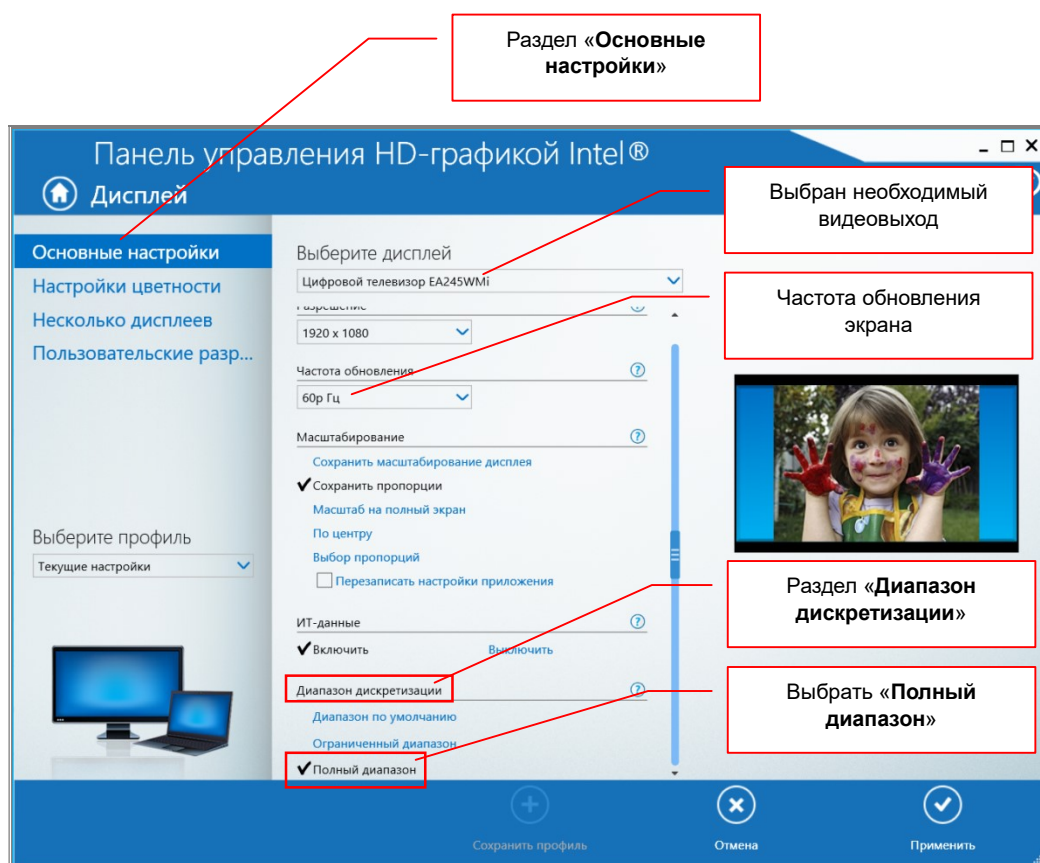 Раздел «Основные
настройки»
Панель управления HD-графикой Intel®
Дисплей
Выбран необходимый
видеовыход
Основные настройки
Настройки цветности
Несколько дисплеев
Пользовательские разр...
Выберите дисплей
Цифровой телевизор EA245WMi
Разрешение
1920 x 1080
Частота обновления
экрана
Частота обновления
60p Гц
Масштабирование
Сохранить масштабирование дисплея
Сохранить пропорции
Масштаб на полный экран
По центру
Выбор пропорций
Перезаписать настройки приложения
Выберите профиль
Текущие настройки
Раздел «Диапазон
дискретизации»
ИТ-данные
Включить Выключить
Диапазон дискретизации
Диапазон по умолчанию
Ограниченный диапазон
Полный диапазон
Выбрать «Полный
диапазон»
Сохранить профиль
Отмена
Применить